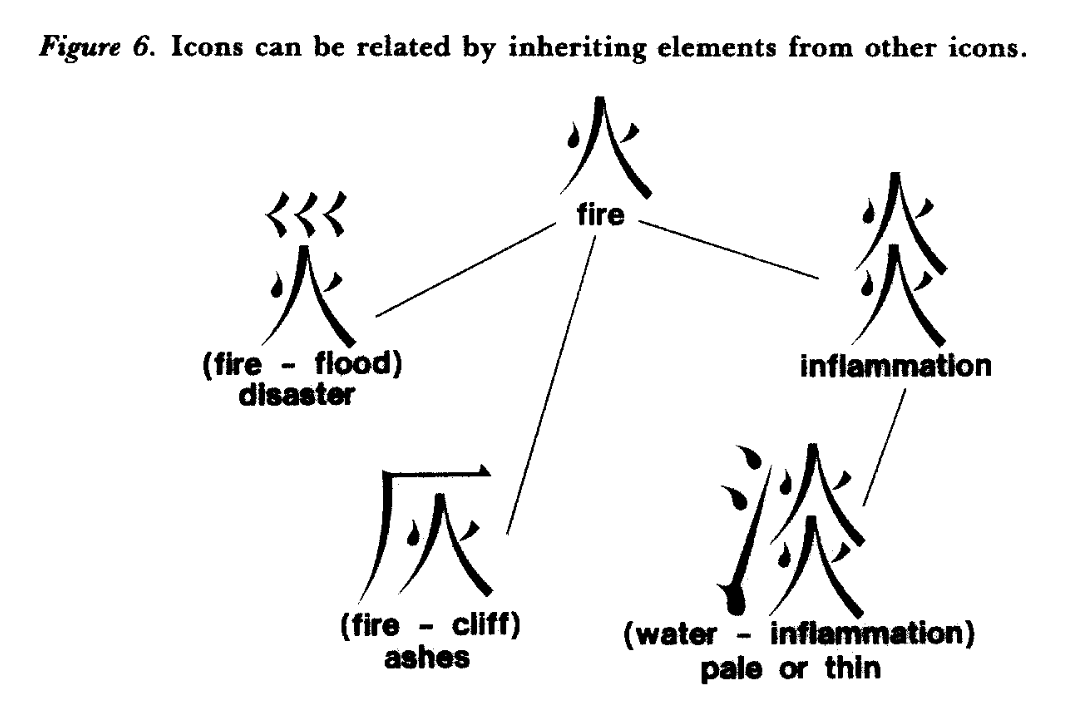 Figure 6. Icons can be related by inheriting elements from other icons.
火
fire
災
(fire - flood)
disaster
炎
inflammation
灰
(fire - cliff)
ashes
淡
(water - inflammation)
pale or thin